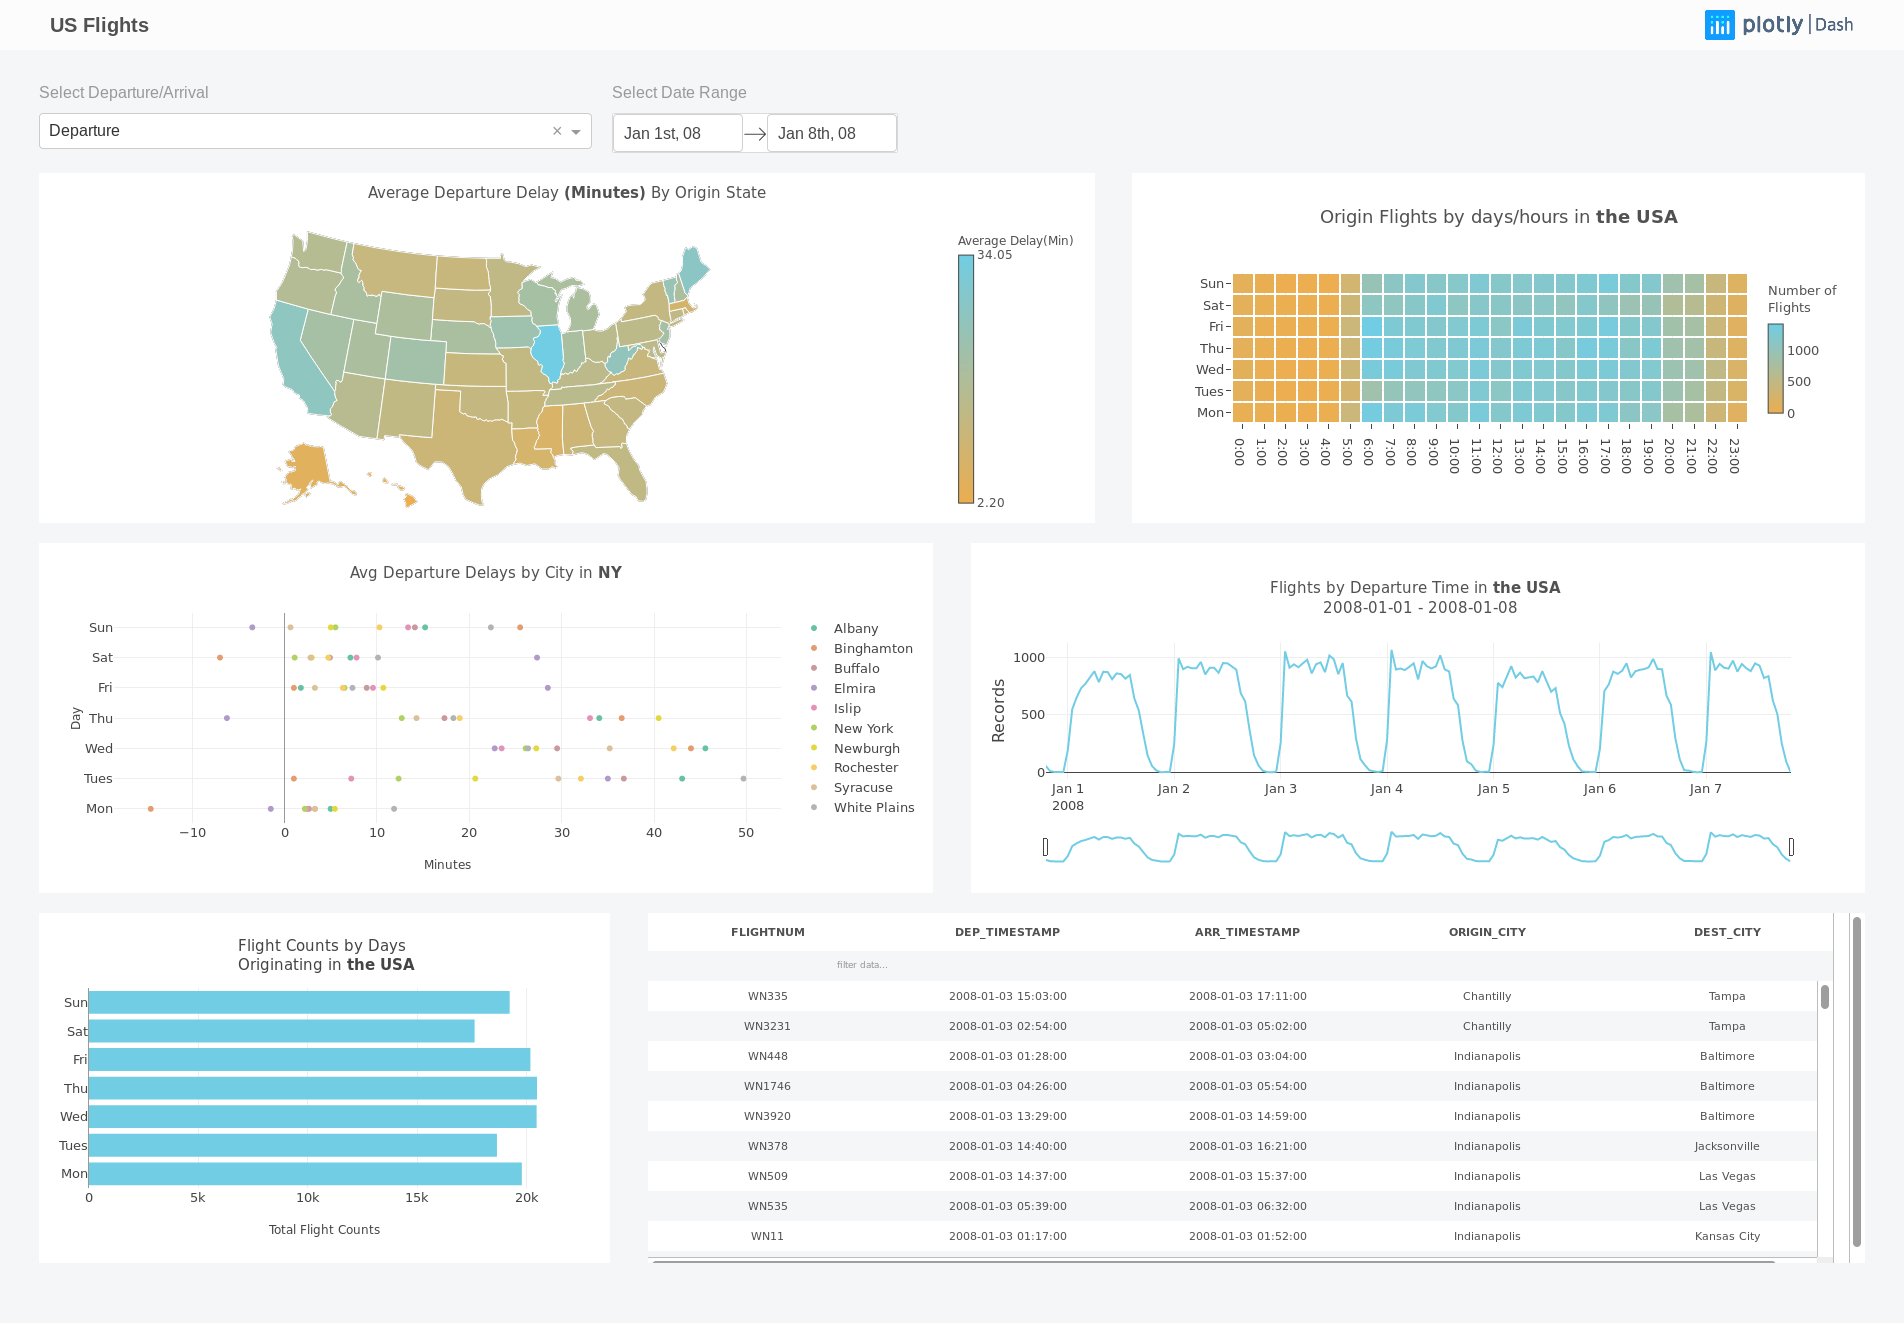 US Flights
plotly | Dash
Select Departure/Arrival
Select Date Range
Departure
×
Jan 1st, 08
Jan 8th, 08
Average Departure Delay (Minutes) By Origin State
Average Delay(Min)
34.05
2.20
Origin Flights by days/hours in the USA
Sun
Sat
Fri
Thu
Wed
Tues
Mon
0:00
1:00
2:00
3:00
4:00
5:00
6:00
7:00
8:00
9:00
10:00
11:00
12:00
13:00
14:00
15:00
16:00
17:00
18:00
19:00
20:00
21:00
22:00
23:00
Number of
Flights
1000
500
0
Avg Departure Delays by City in NY
Day
Sun
Sat
Fri
Thu
Wed
Tues
Mon
−10
0
10
20
30
40
50
Minutes
Albany
Binghamton
Buffalo
Elmira
Islip
New York
Newburgh
Rochester
Syracuse
White Plains
Flights by Departure Time in the USA
2008-01-01 - 2008-01-08
Records
1000
500
0
Jan 1
2008
Jan 2
Jan 3
Jan 4
Jan 5
Jan 6
Jan 7
Flight Counts by Days
Originating in the USA
Sun
Sat
Fri
Thu
Wed
Tues
Mon
0
5k
10k
15k
20k
Total Flight Counts
FLIGHTNUM DEP_TIMESTAMP ARR_TIMESTAMP ORIGIN_CITY DEST_CITY
filter data...
WN335 2008-01-03 15:03:00 2008-01-03 17:11:00 Chantilly Tampa
WN3231 2008-01-03 02:54:00 2008-01-03 05:02:00 Chantilly Tampa
WN448 2008-01-03 01:28:00 2008-01-03 03:04:00 Indianapolis Baltimore
WN1746 2008-01-03 04:26:00 2008-01-03 05:54:00 Indianapolis Baltimore
WN3920 2008-01-03 13:29:00 2008-01-03 14:59:00 Indianapolis Baltimore
WN378 2008-01-03 14:40:00 2008-01-03 16:21:00 Indianapolis Jacksonville
WN509 2008-01-03 14:37:00 2008-01-03 15:37:00 Indianapolis Las Vegas
WN535 2008-01-03 05:39:00 2008-01-03 06:32:00 Indianapolis Las Vegas
WN11 2008-01-03 01:17:00 2008-01-03 01:52:00 Indianapolis Kansas City